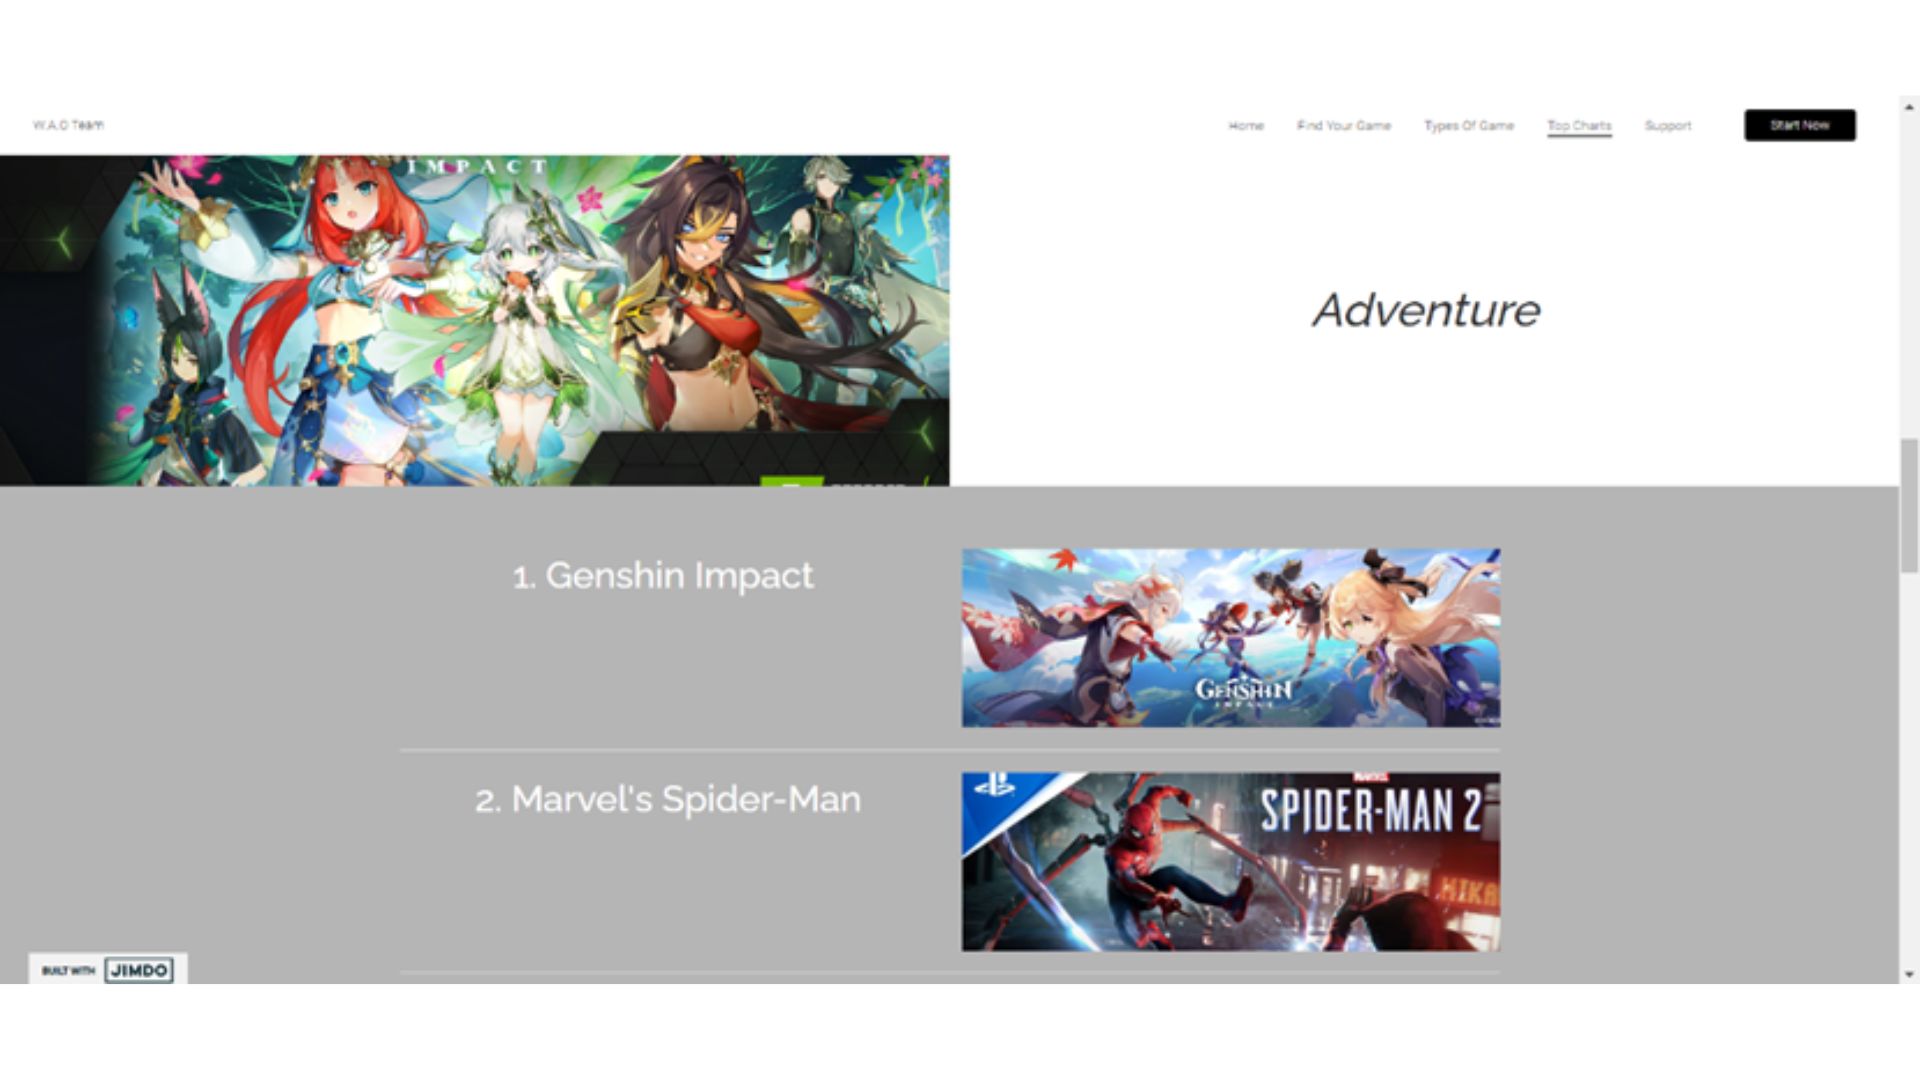 W.A.O Team
Home Find Your Game Types Of Game Top Charts Support Start Now
IMPACT
Adventure
1. Genshin Impact
GENSHIN
IMPACT
2. Marvel's Spider-Man
MARVEL
SPIDER-MAN 2
HIKA
BUILT WITH JIMDO